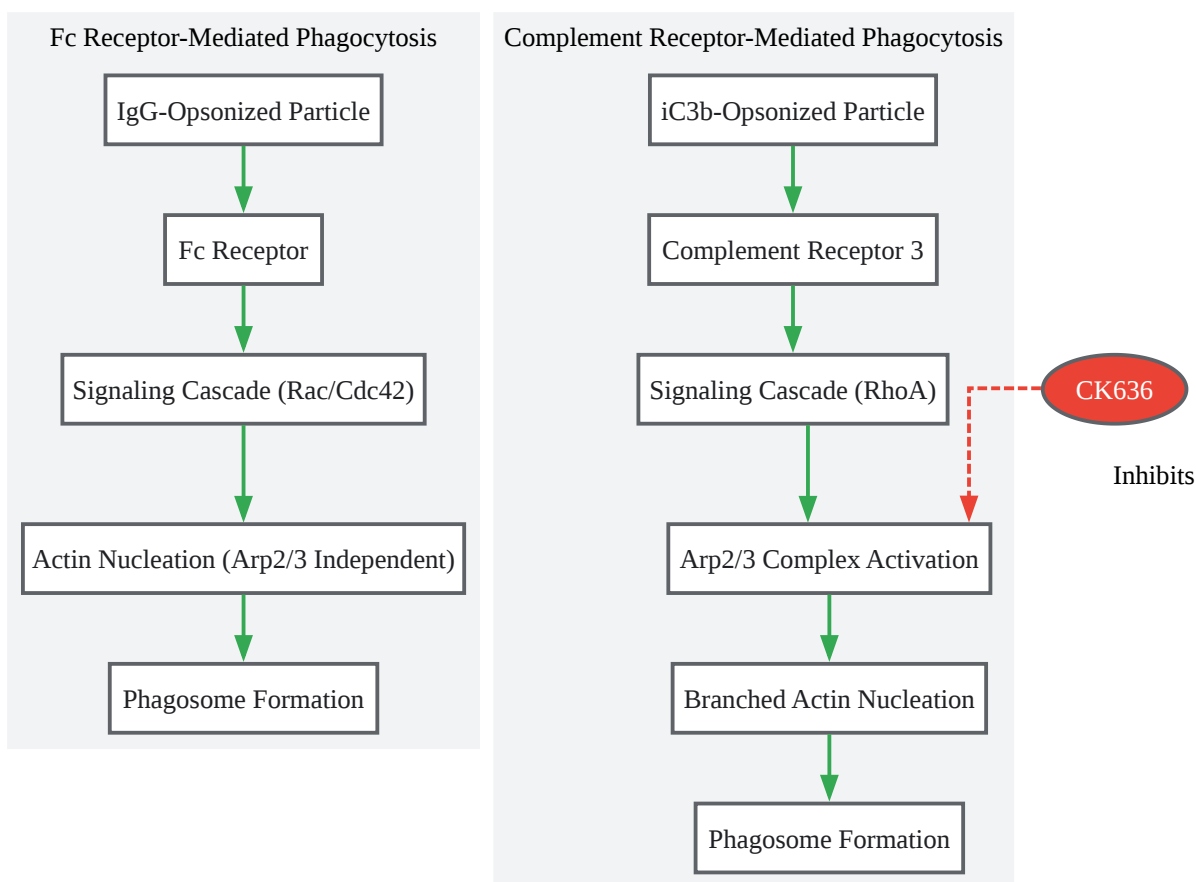 Fc Receptor-Mediated Phagocytosis
IgG-Opsonized Particle
Fc Receptor
Signaling Cascade (Rac/Cdc42)
Actin Nucleation (Arp2/3 Independent)
Phagosome Formation
Complement Receptor-Mediated Phagocytosis
iC3b-Opsonized Particle
Complement Receptor 3
Signaling Cascade (RhoA)
Arp2/3 Complex Activation
Branched Actin Nucleation
Phagosome Formation
CK636
Inhibits